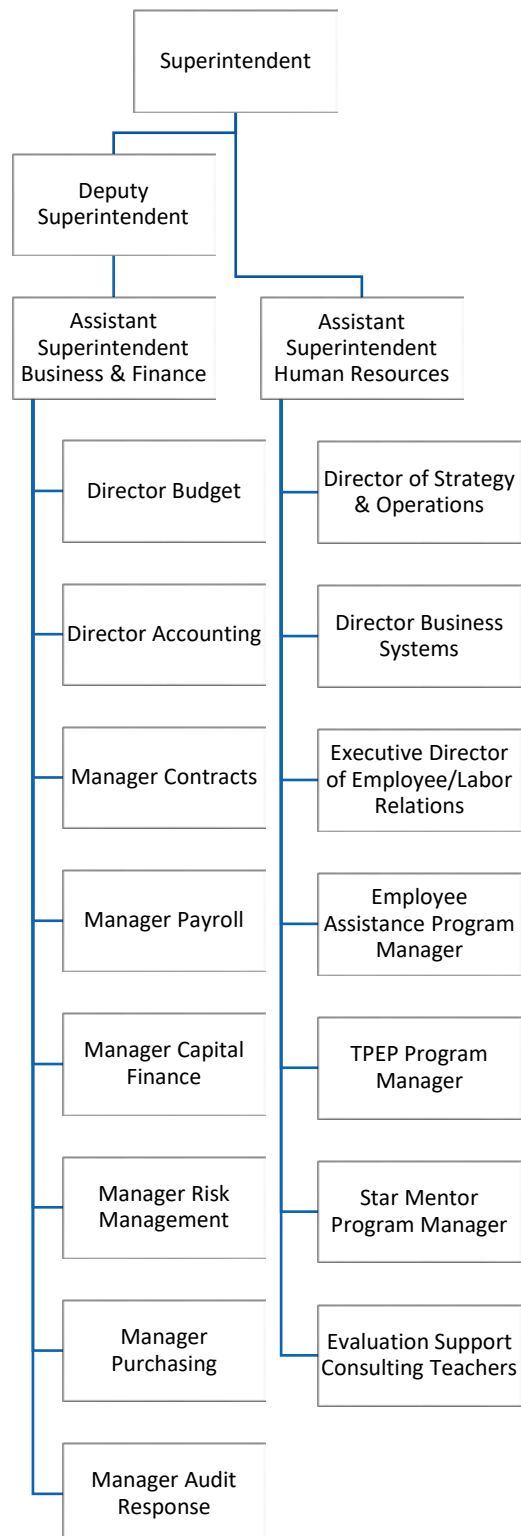 Superintendent
Deputy
Superintendent
Assistant
Superintendent
Business & Finance
Director Budget
Director Accounting
Manager Contracts
Manager Payroll
Manager Capital
Finance
Manager Risk
Management
Manager
Purchasing
Manager Audit
Response
Assistant
Superintendent
Human Resources
Director of Strategy
& Operations
Director Business
Systems
Executive Director
of Employee/Labor
Relations
Employee
Assistance Program
Manager
TPEP Program
Manager
Star Mentor
Program Manager
Evaluation Support
Consulting Teachers